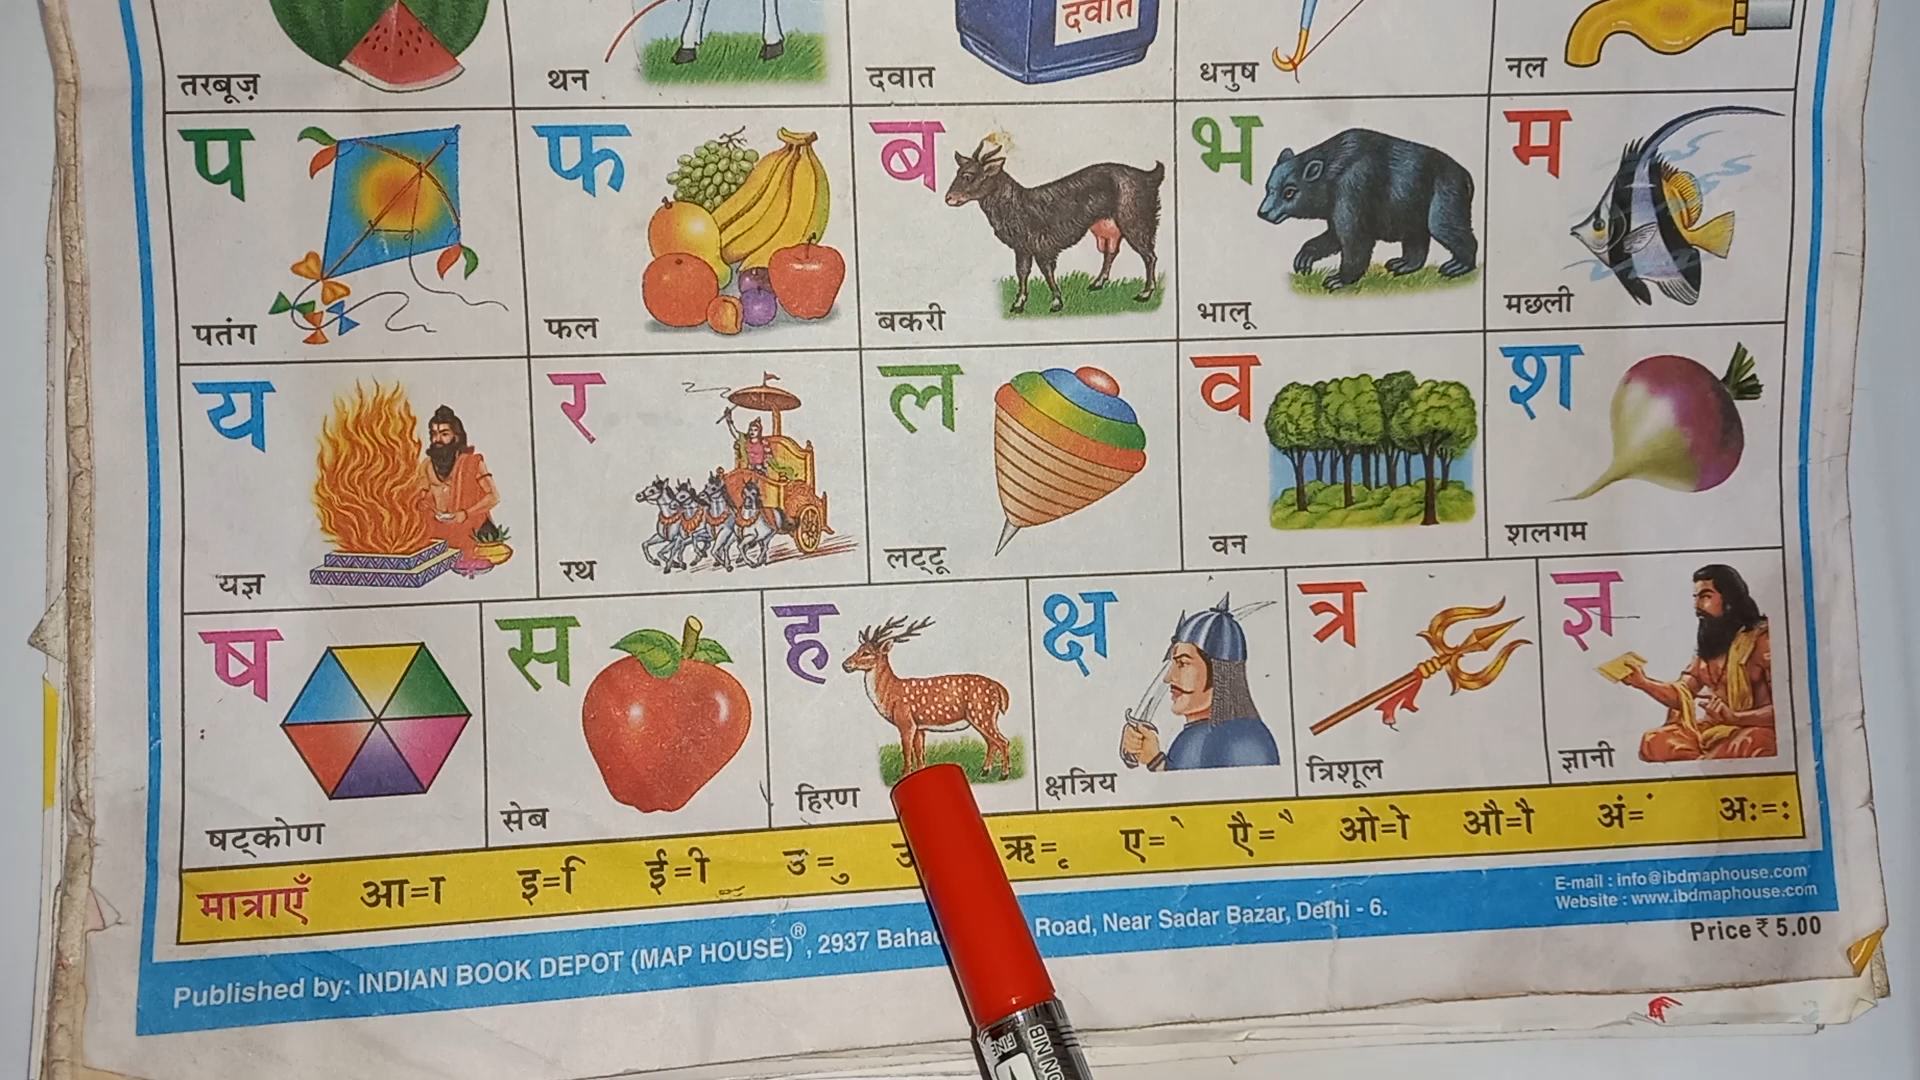 दवात
तरबूज़ थन दवात धनुष नल
प फ ब भ म
पतंग फल बकरी भालू मछली
य र ल व श
यज्ञ रथ लट्टू वन शलगम
ष स ह क्ष त्र ज्ञ
षट्कोण सेब हिरण क्षत्रिय त्रिशूल ज्ञानी
मात्राएँ आ=ा इ=ि ई=ी उ=ु ऋ=ृ ए=े ऐ=ै ओ=ो औ=ौ अं=ं अः=ः
Published by: INDIAN BOOK DEPOT (MAP HOUSE)®, 2937 Road, Near Sadar Bazar, Delhi - 6.
E-mail : info@ibdmaphouse.com
Website : www.ibdmaphouse.com
Price ₹ 5.00
FINE